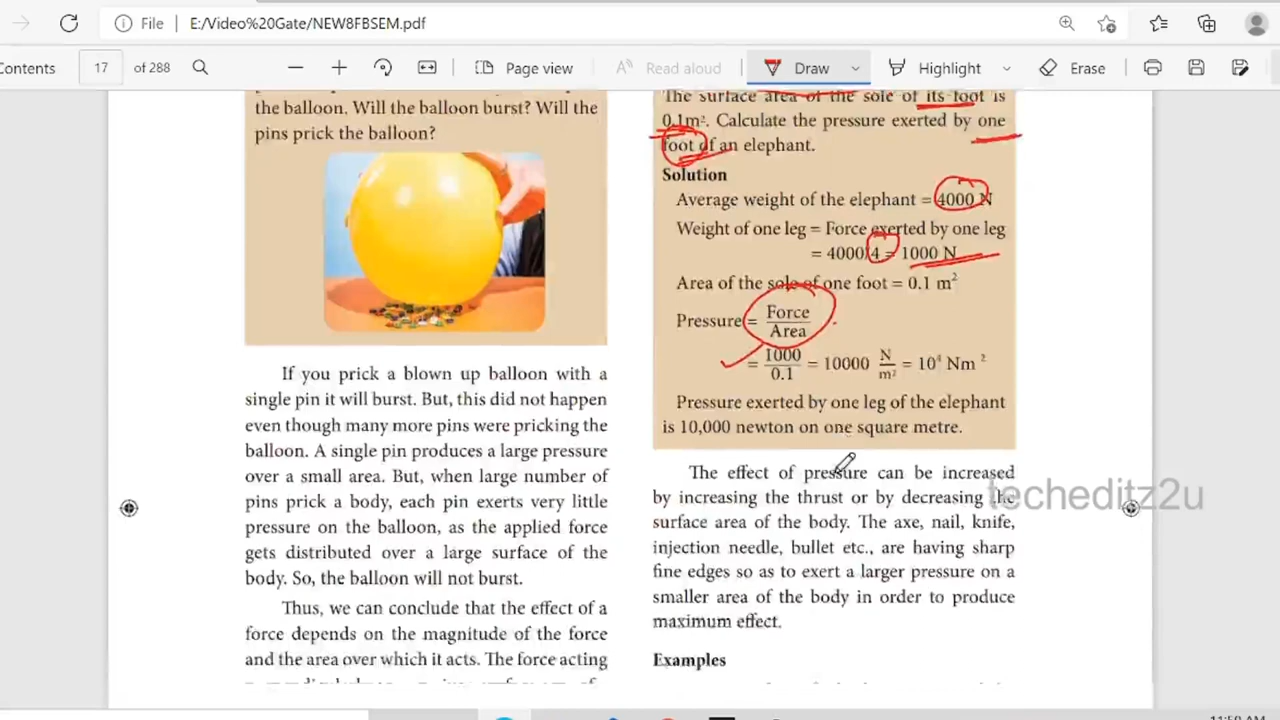 File
E:/Video%20Gate/NEW8FBSEM.pdf
Contents
17
of 288
Page view
Read aloud
Draw
Highlight
Erase
the balloon. Will the balloon burst? Will the
pins prick the balloon?
If you prick a blown up balloon with a
single pin it will burst. But, this did not happen
even though many more pins were pricking the
balloon. A single pin produces a large pressure
over a small area. But, when large number of
pins prick a body, each pin exerts very little
pressure on the balloon, as the applied force
gets distributed over a large surface of the
body. So, the balloon will not burst.
Thus, we can conclude that the effect of a
force depends on the magnitude of the force
and the area over which it acts. The force acting
The surface area of the sole of its foot is
0.1m². Calculate the pressure exerted by one
foot of an elephant.
Solution
Average weight of the elephant = 4000 N
Weight of one leg = Force exerted by one leg
= 4000/4 = 1000 N
Area of the sole of one foot = 0.1 m²
Pressure = Force
Area
= 1000/0.1 = 10000 N/m² = 10⁴ Nm ²
Pressure exerted by one leg of the elephant
is 10,000 newton on one square metre.
The effect of pressure can be increased
by increasing the thrust or by decreasing the
surface area of the body. The axe, nail, knife,
injection needle, bullet etc., are having sharp
fine edges so as to exert a larger pressure on a
smaller area of the body in order to produce
maximum effect.
Examples
techeditz2u